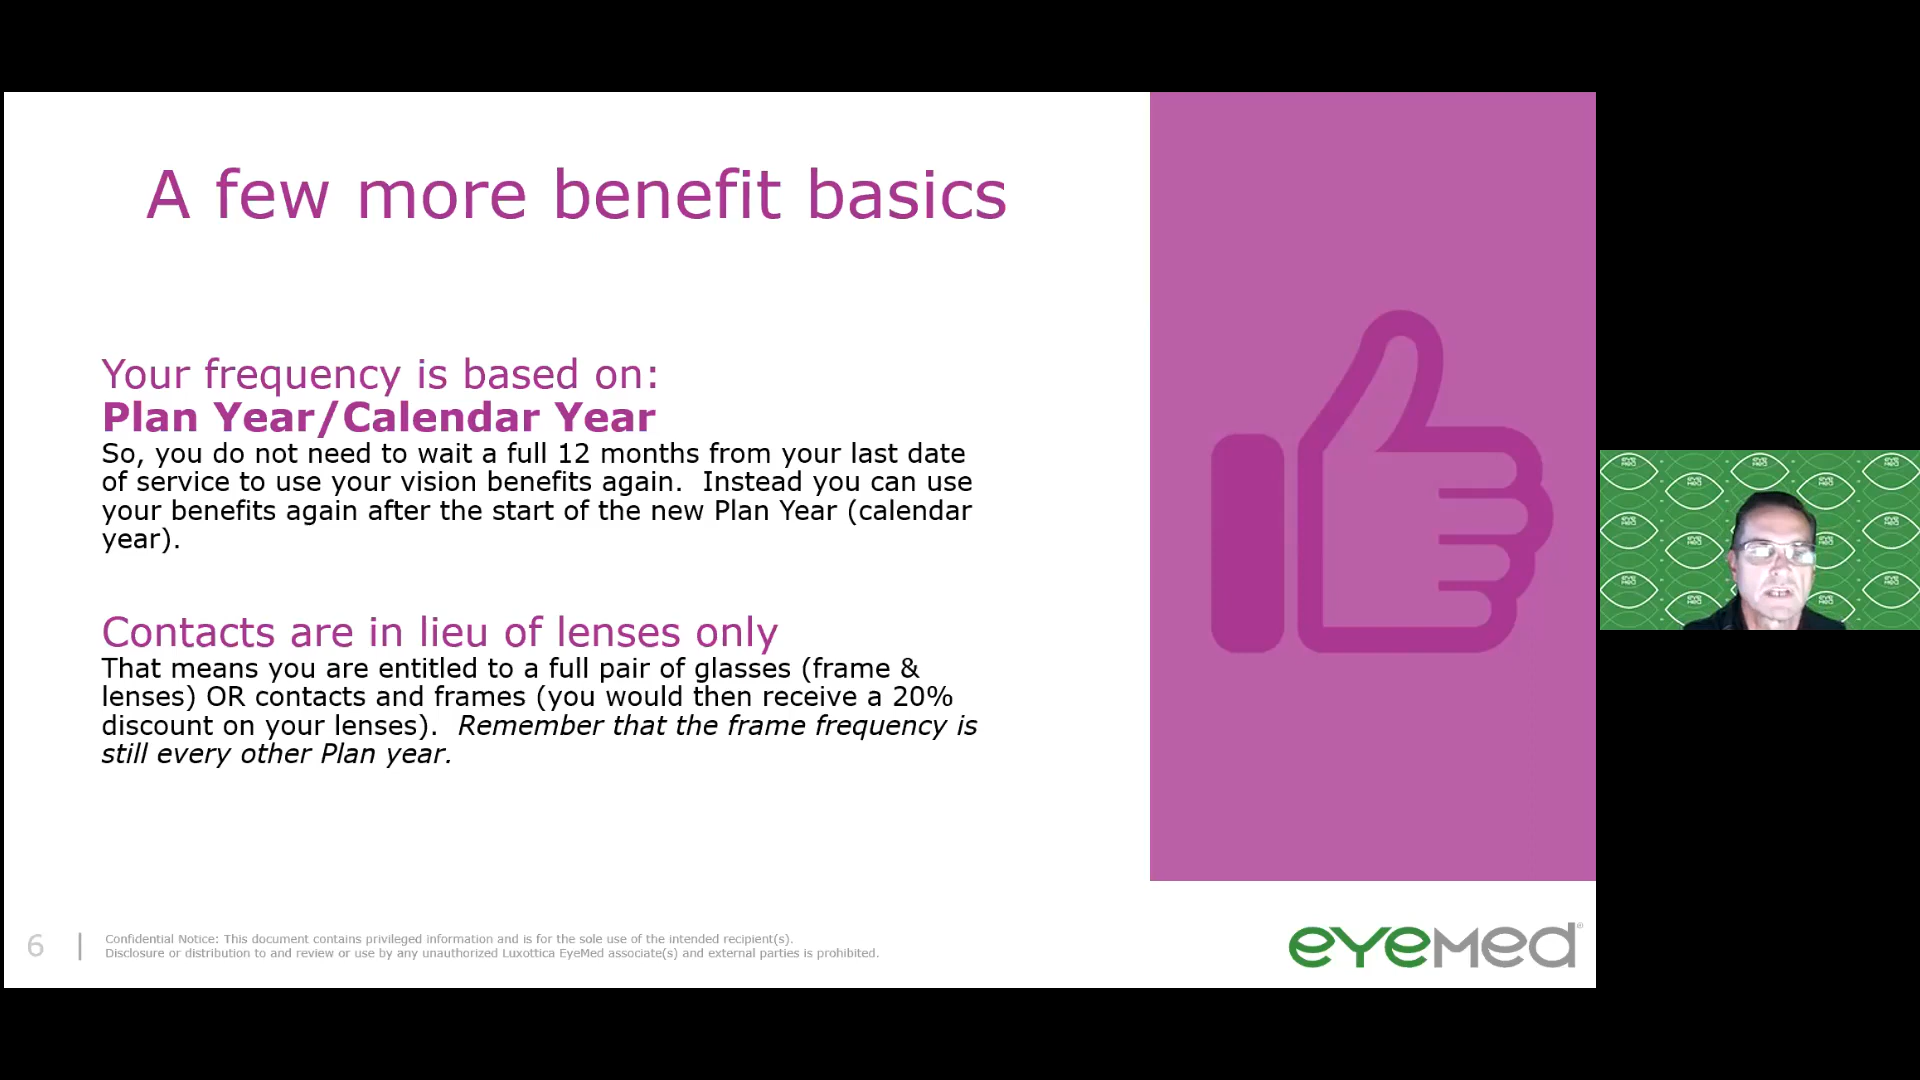 A few more benefit basics
Your frequency is based on:
Plan Year/Calendar Year
So, you do not need to wait a full 12 months from your last date
of service to use your vision benefits again.  Instead you can use
your benefits again after the start of the new Plan Year (calendar
year).
Contacts are in lieu of lenses only
That means you are entitled to a full pair of glasses (frame &
lenses) OR contacts and frames (you would then receive a 20%
discount on your lenses).  Remember that the frame frequency is
still every other Plan year.
6
Confidential Notice: This document contains privileged information and is for the sole use of the intended recipient(s).
Disclosure or distribution to and review or use by any unauthorized Luxottica EyeMed associate(s) and external parties is prohibited.
eyemed®